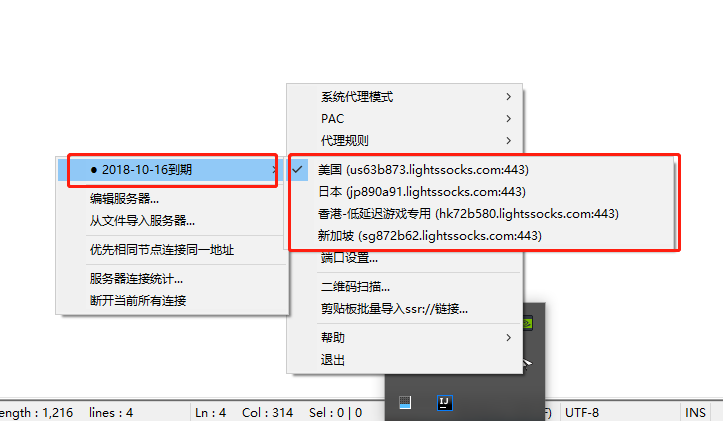 系统代理模式
PAC
代理规则
● 2018-10-16到期
美国 (us63b873.lightssocks.com:443)
日本 (jp890a91.lightssocks.com:443)
香港-低延迟游戏专用 (hk72b580.lightssocks.com:443)
新加坡 (sg872b62.lightssocks.com:443)
编辑服务器...
从文件导入服务器...
优先相同节点连接同一地址
服务器连接统计...
断开当前所有连接
端口设置...
二维码扫描...
剪贴板批量导入ssr://链接...
帮助
退出
IJ
ength : 1,216 lines : 4 Ln : 4 Col : 314 Sel : 0 | 0 F) UTF-8 INS